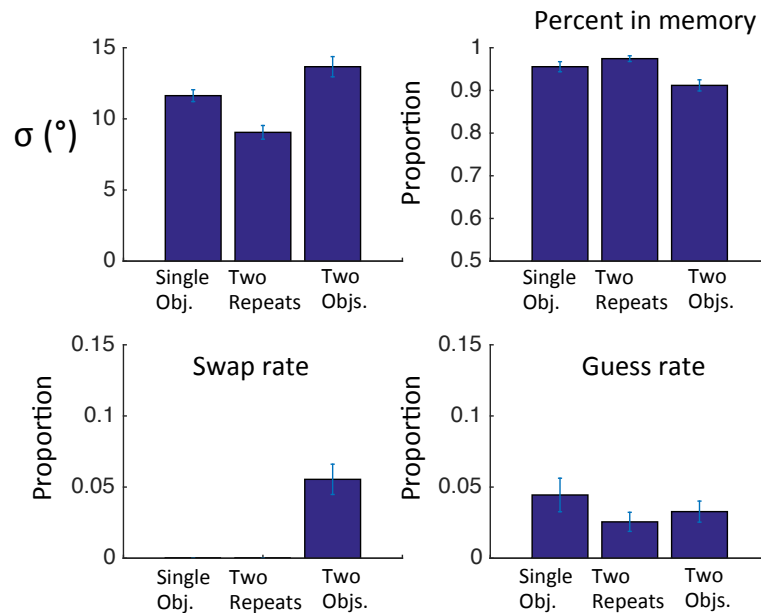 Percent in memory
σ (°)
15
10
5
0
Single Obj.
Two Repeats
Two Objs.
Proportion
1
0.9
0.8
0.7
0.6
0.5
Single Obj.
Two Repeats
Two Objs.
Swap rate
Proportion
0.15
0.1
0.05
0
Single Obj.
Two Repeats
Two Objs.
Guess rate
Proportion
0.15
0.1
0.05
0
Single Obj.
Two Repeats
Two Objs.